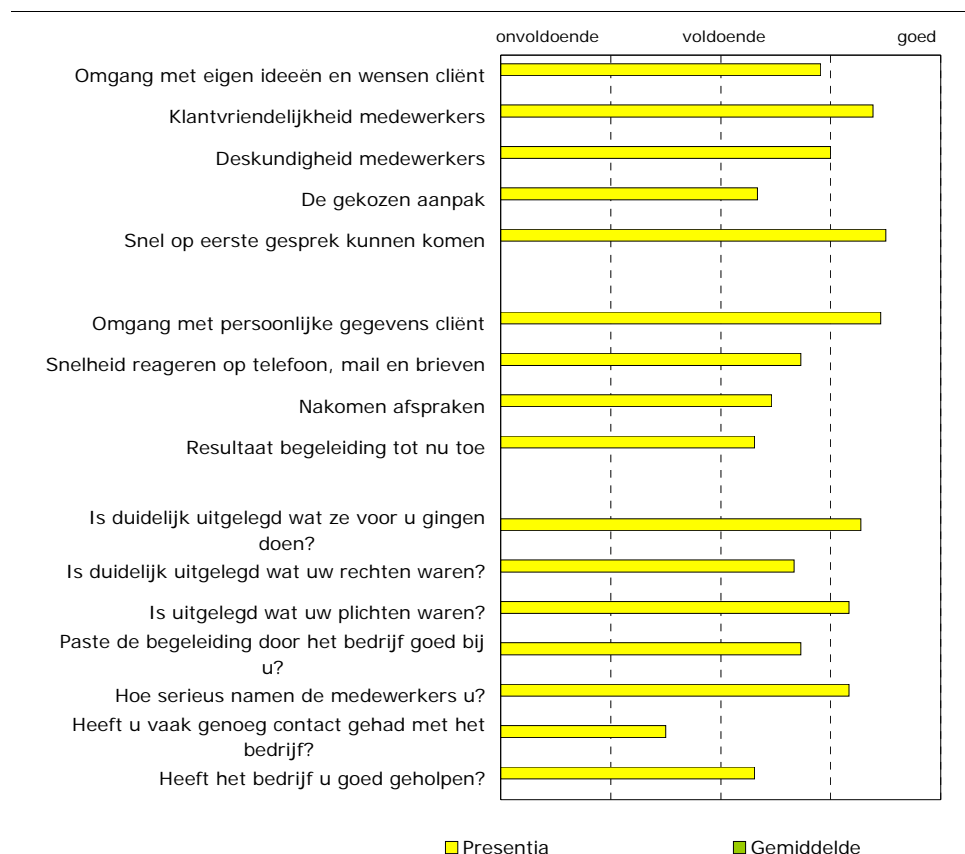 onvoldoende voldoende goed
Omgang met eigen ideeën en wensen cliënt
Klantvriendelijkheid medewerkers
Deskundigheid medewerkers
De gekozen aanpak
Snel op eerste gesprek kunnen komen
Omgang met persoonlijke gegevens cliënt
Snelheid reageren op telefoon, mail en brieven
Nakomen afspraken
Resultaat begeleiding tot nu toe
Is duidelijk uitgelegd wat ze voor u gingen
doen?
Is duidelijk uitgelegd wat uw rechten waren?
Is uitgelegd wat uw plichten waren?
Paste de begeleiding door het bedrijf goed bij
u?
Hoe serieus namen de medewerkers u?
Heeft u vaak genoeg contact gehad met het
bedrijf?
Heeft het bedrijf u goed geholpen?
Presentia Gemiddelde